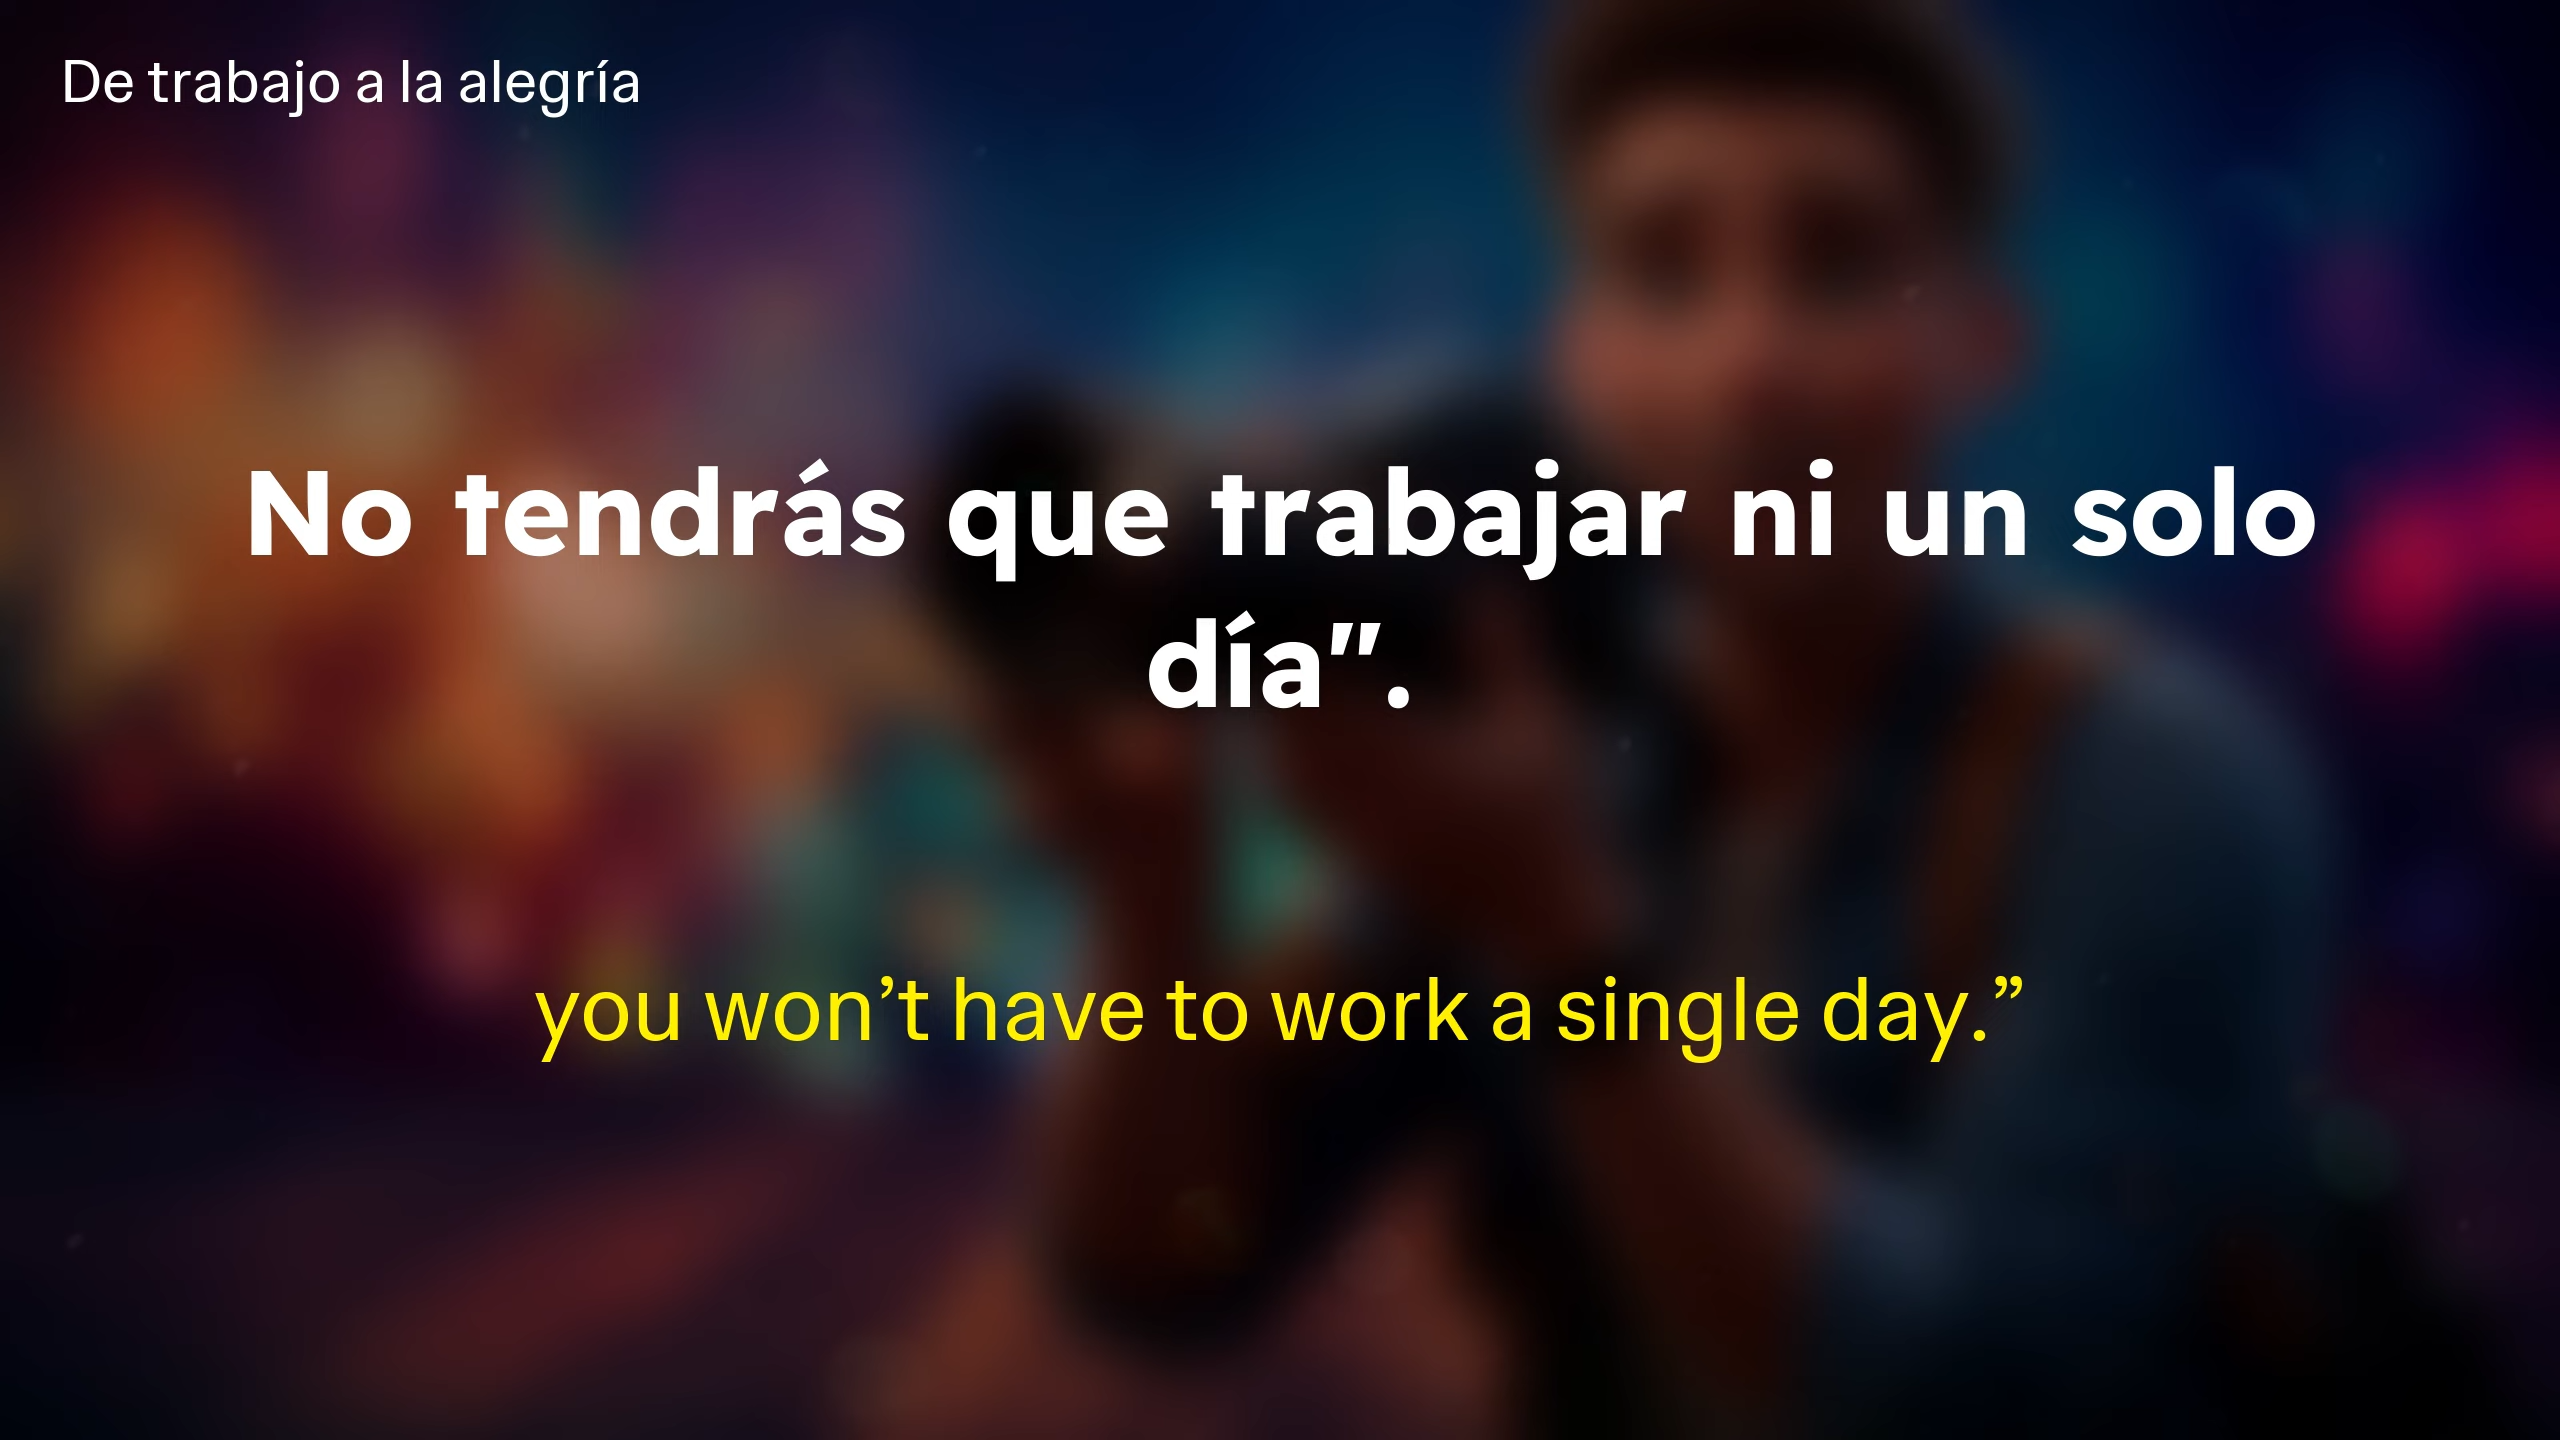 De trabajo a la alegría
No tendrás que trabajar ni un solo
día".
you won’t have to work a single day.”